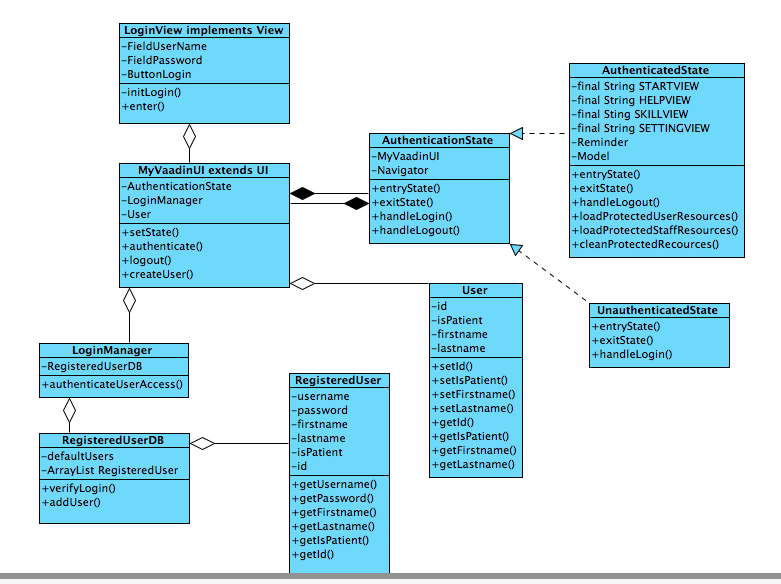 LoginView implements View
-FieldUserName
-FieldPassword
-ButtonLogin
-initLogin()
+enter()
MyVaadinUI extends UI
-AuthenticationState
-LoginManager
-User
+setState()
+authenticate()
+logout()
+createUser()
AuthenticationState
-MyVaadinUI
-Navigator
+entryState()
+exitState()
+handleLogin()
+handleLogout()
AuthenticatedState
-final String STARTVIEW
-final String HELPVIEW
-final Sting SKILLVIEW
-final String SETTINGVIEW
-Reminder
-Model
+entryState()
+exitState()
+handleLogout()
+loadProtectedUserResources()
+loadProtectedStaffResources()
+cleanProtectedRecources()
UnauthenticatedState
+entryState()
+exitState()
+handleLogin()
User
-id
-isPatient
-firstname
-lastname
+setId()
+setIsPatient()
+setFirstname()
+setLastname()
+getId()
+getIsPatient()
+getFirstname()
+getLastname()
LoginManager
-RegisteredUserDB
+authenticateUserAccess()
RegisteredUserDB
-defaultUsers
-ArrayList RegisteredUser
+verifyLogin()
+addUser()
RegisteredUser
-username
-password
-firstname
-lastname
-isPatient
-id
+getUsername()
+getPassword()
+getFirstname()
+getLastname()
+getIsPatient()
+getId()